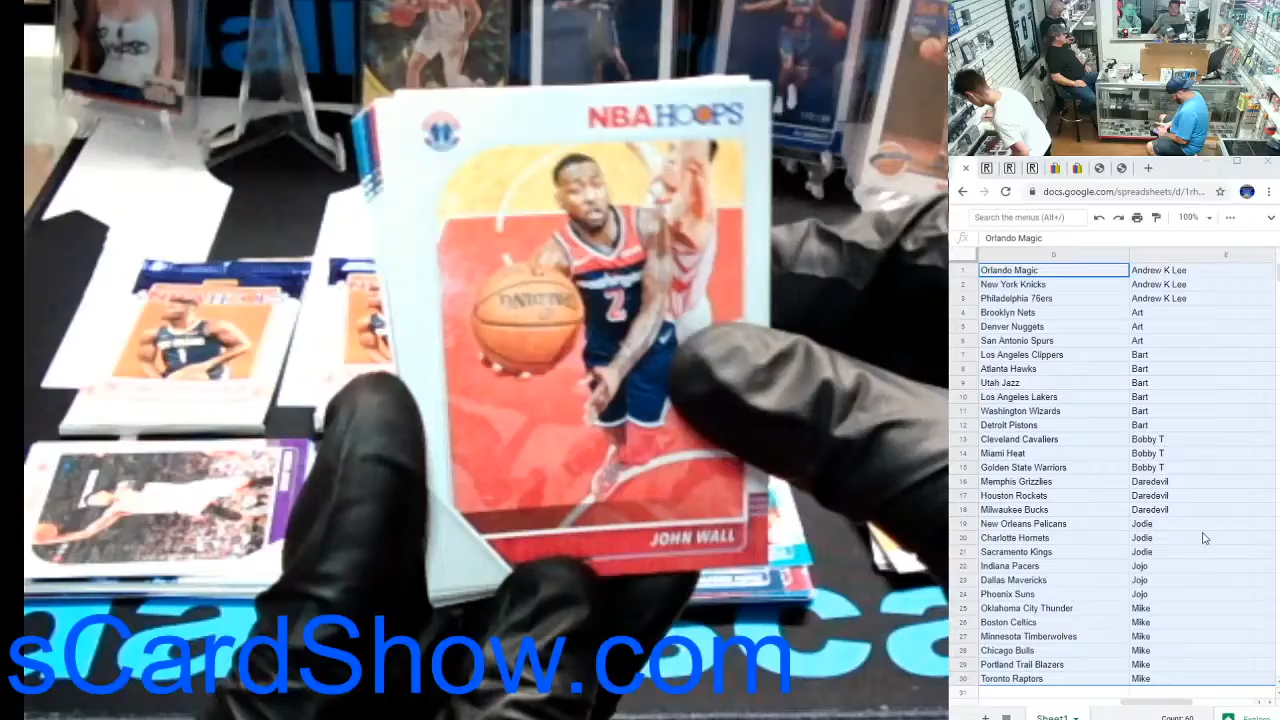 NBA HOOPS
2
SPALDING
JOHN WALL
sCardShow.com
docs.google.com/spreadsheets/d/1rh...
Search the menus (Alt+/)
100%
fx Orlando Magic
D E
1 Orlando Magic Andrew K Lee
2 New York Knicks Andrew K Lee
3 Philadelphia 76ers Andrew K Lee
4 Brooklyn Nets Art
5 Denver Nuggets Art
6 San Antonio Spurs Art
7 Los Angeles Clippers Bart
8 Atlanta Hawks Bart
9 Utah Jazz Bart
10 Los Angeles Lakers Bart
11 Washington Wizards Bart
12 Detroit Pistons Bart
13 Cleveland Cavaliers Bobby T
14 Miami Heat Bobby T
15 Golden State Warriors Bobby T
16 Memphis Grizzlies Daredevil
17 Houston Rockets Daredevil
18 Milwaukee Bucks Daredevil
19 New Orleans Pelicans Jodie
20 Charlotte Hornets Jodie
21 Sacramento Kings Jodie
22 Indiana Pacers Jojo
23 Dallas Mavericks Jojo
24 Phoenix Suns Jojo
25 Oklahoma City Thunder Mike
26 Boston Celtics Mike
27 Minnesota Timberwolves Mike
28 Chicago Bulls Mike
29 Portland Trail Blazers Mike
30 Toronto Raptors Mike
31
Sheet1
Count: 60
Explore